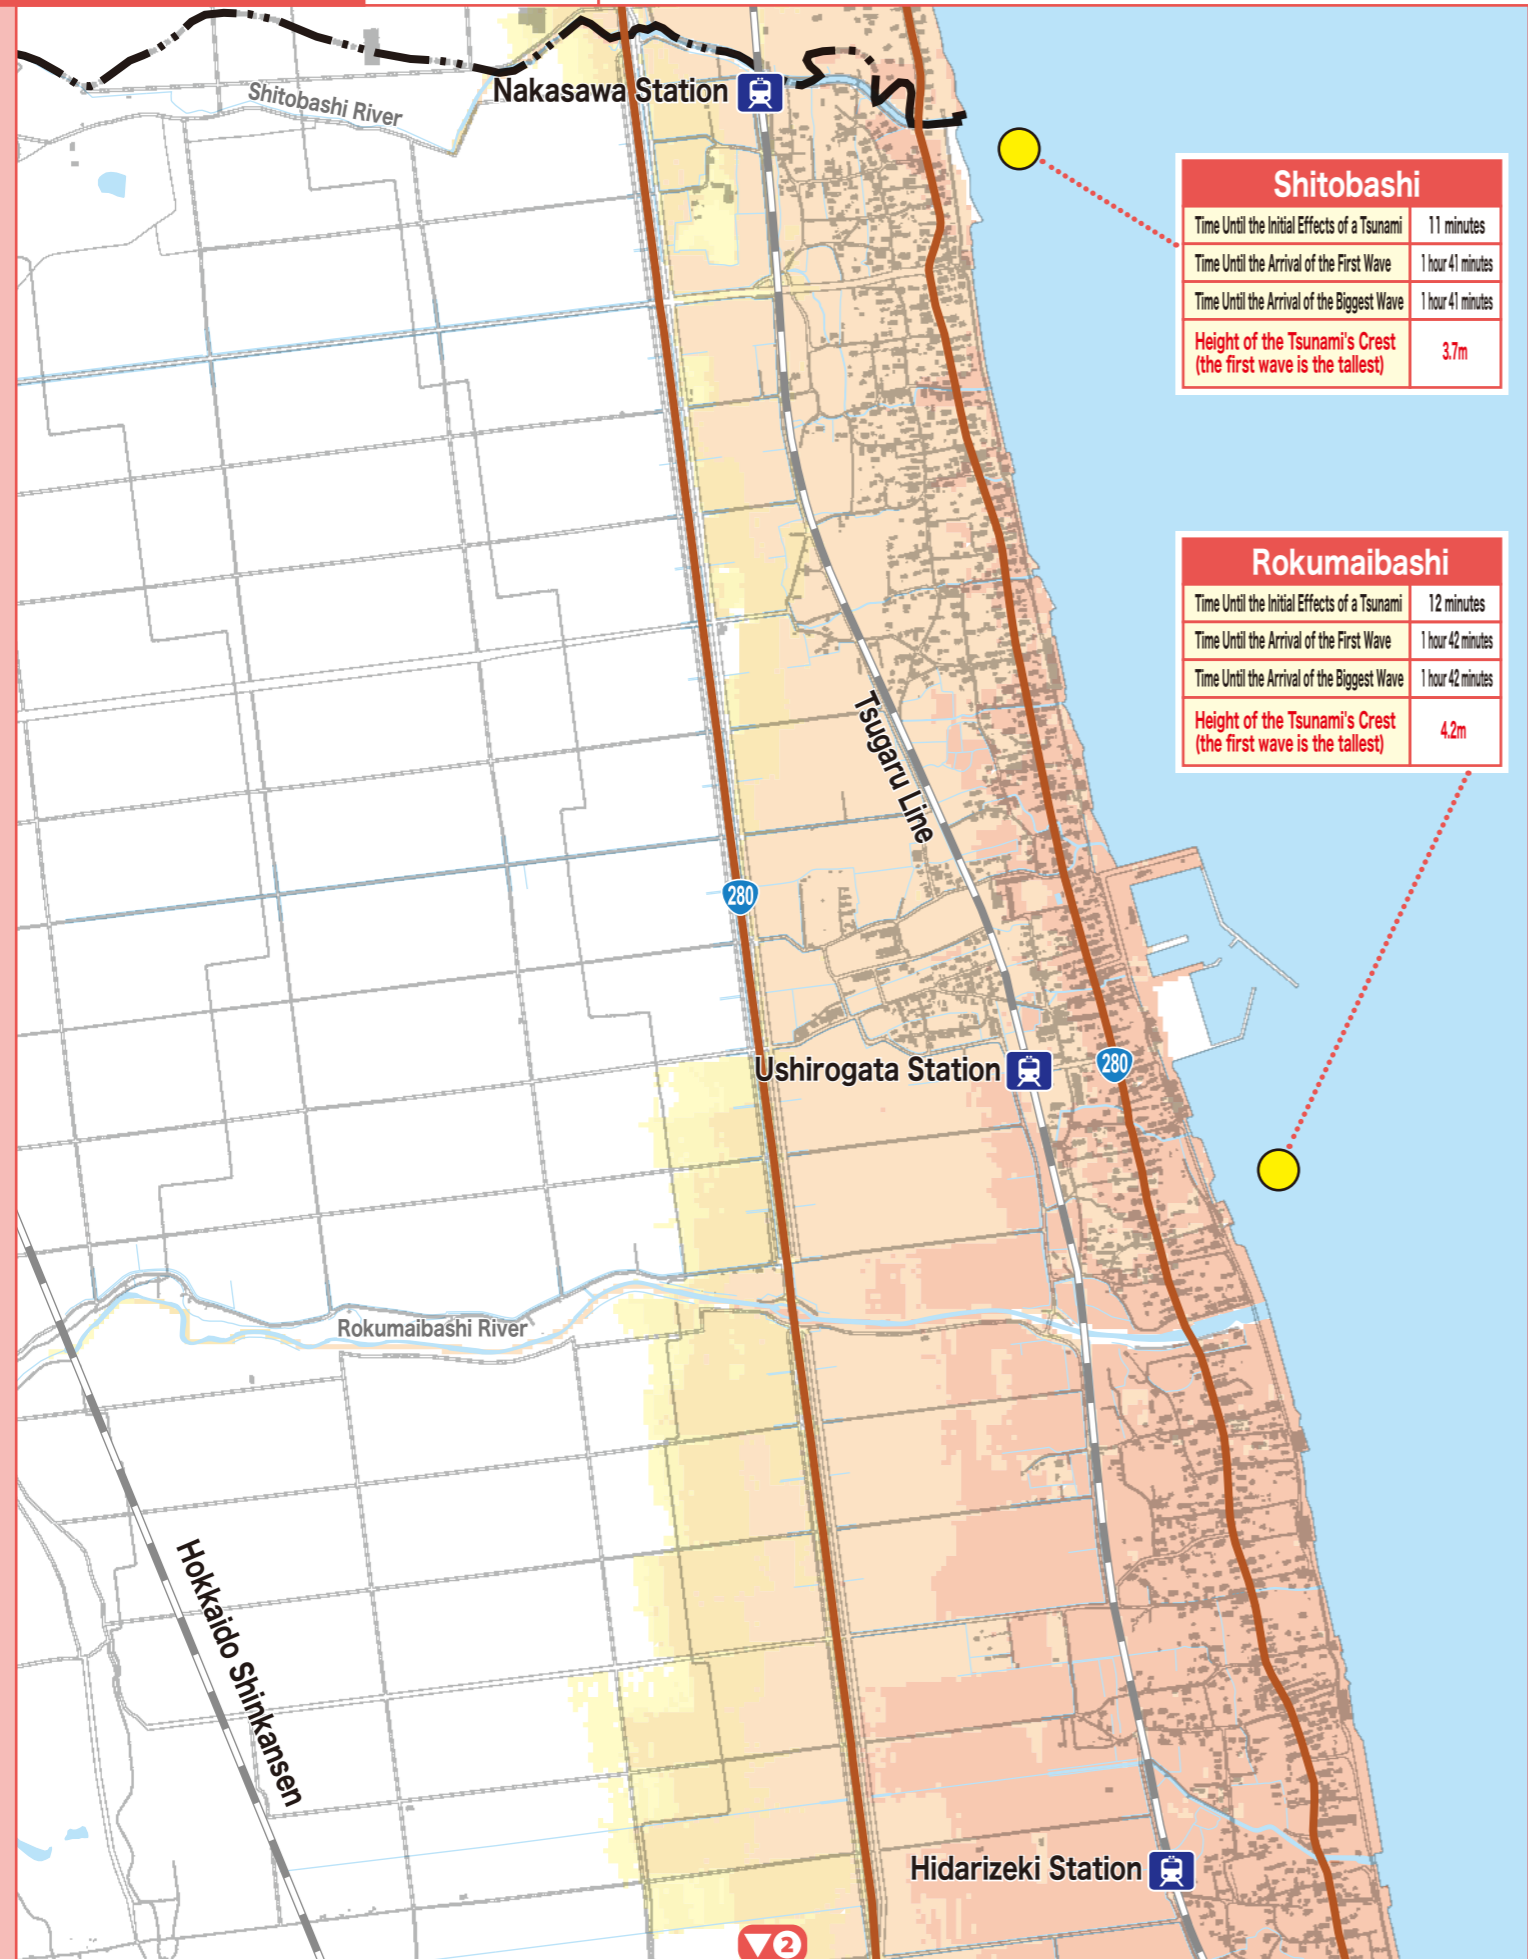 Shitobashi River
Nakasawa Station
Shitobashi
Time Until the Initial Effects of a Tsunami 11 minutes
Time Until the Arrival of the First Wave 1 hour 41 minutes
Time Until the Arrival of the Biggest Wave 1 hour 41 minutes
Height of the Tsunami's Crest
(the first wave is the tallest) 3.7m
Rokumaibashi
Time Until the Initial Effects of a Tsunami 12 minutes
Time Until the Arrival of the First Wave 1 hour 42 minutes
Time Until the Arrival of the Biggest Wave 1 hour 42 minutes
Height of the Tsunami's Crest
(the first wave is the tallest) 4.2m
Tsugaru Line
280
Ushirogata Station
280
Rokumaibashi River
Hokkaido Shinkansen
Hidarizeki Station
▼2